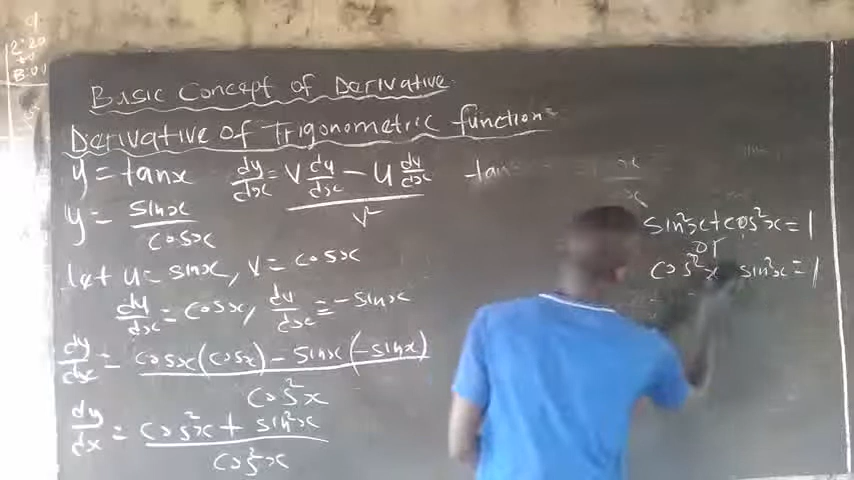 Basic Concept of Derivative
Derivative of Trigonometric functions
y = tanx
dy/dx = V du/dx - U dv/dx / V²
tan
y = sinx / cosx
sin²x + cos²x = 1
or
cos²x sin²x = 1
let u = sinx, V = cosx
du/dx = cosx, dv/dx = -sinx
dy/dx = cosx(cosx) - sinx(-sinx) / cos²x
dy/dx = cos²x + sin²x / cos²x